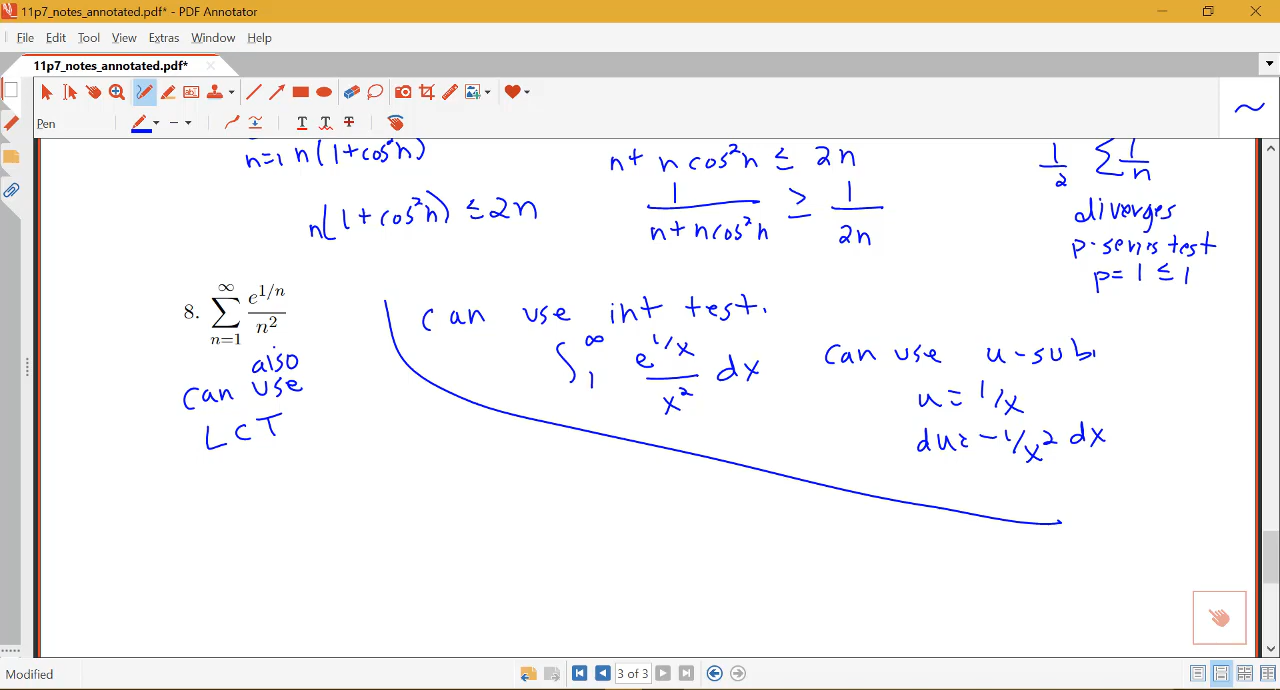 11p7_notes_annotated.pdf* - PDF Annotator
File Edit Tool View Extras Window Help
11p7_notes_annotated.pdf*
Pen
n=1 n(1+cos²n)
n+ n cos²n ≤ 2n
1/2 Σ 1/n
n(1+cos²n) ≤ 2n
1/(n+ncos²n) ≥ 1/2n
diverges
p-series test
p= 1 ≤ 1
8. ∑_{n=1}^{∞} e^{1/n}/n²
can use int test.
∫_1^∞ e^{1/x}/x² dx
can use u-sub
u= 1/x
du= -1/x² dx
also
can use
LCT
Modified
3 of 3